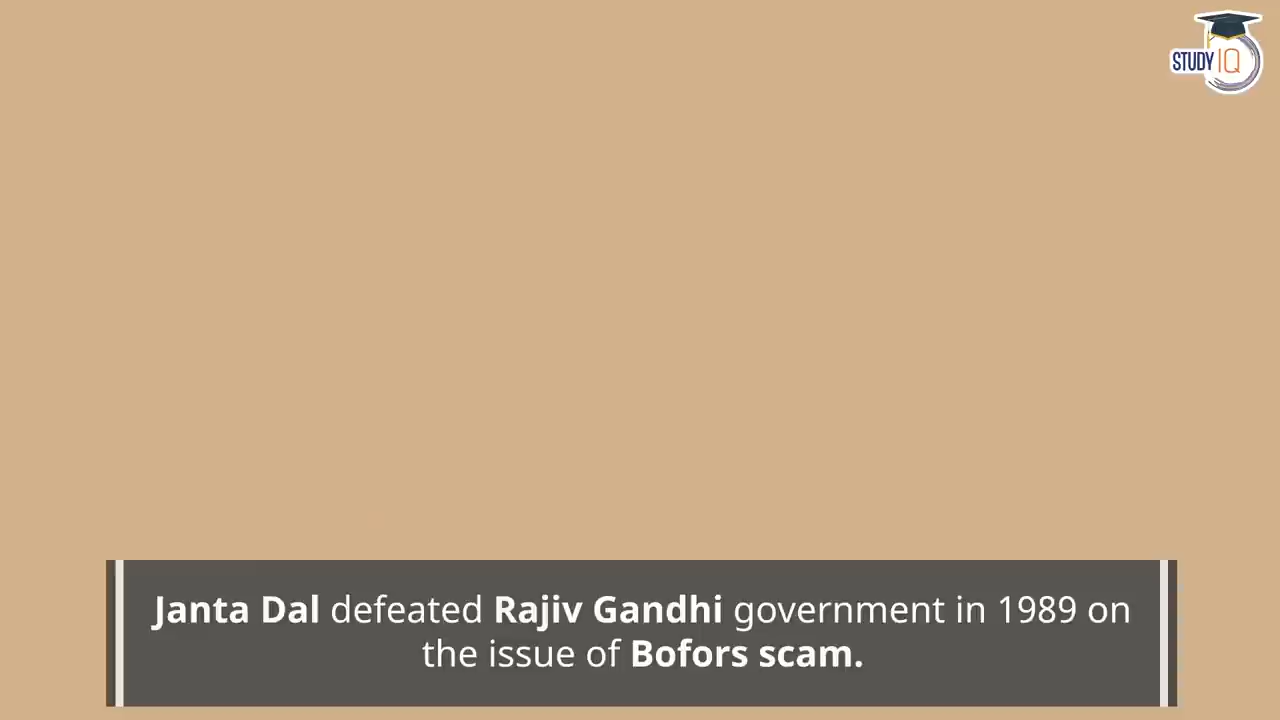 STUDY IQ
Janta Dal defeated Rajiv Gandhi government in 1989 on
the issue of Bofors scam.